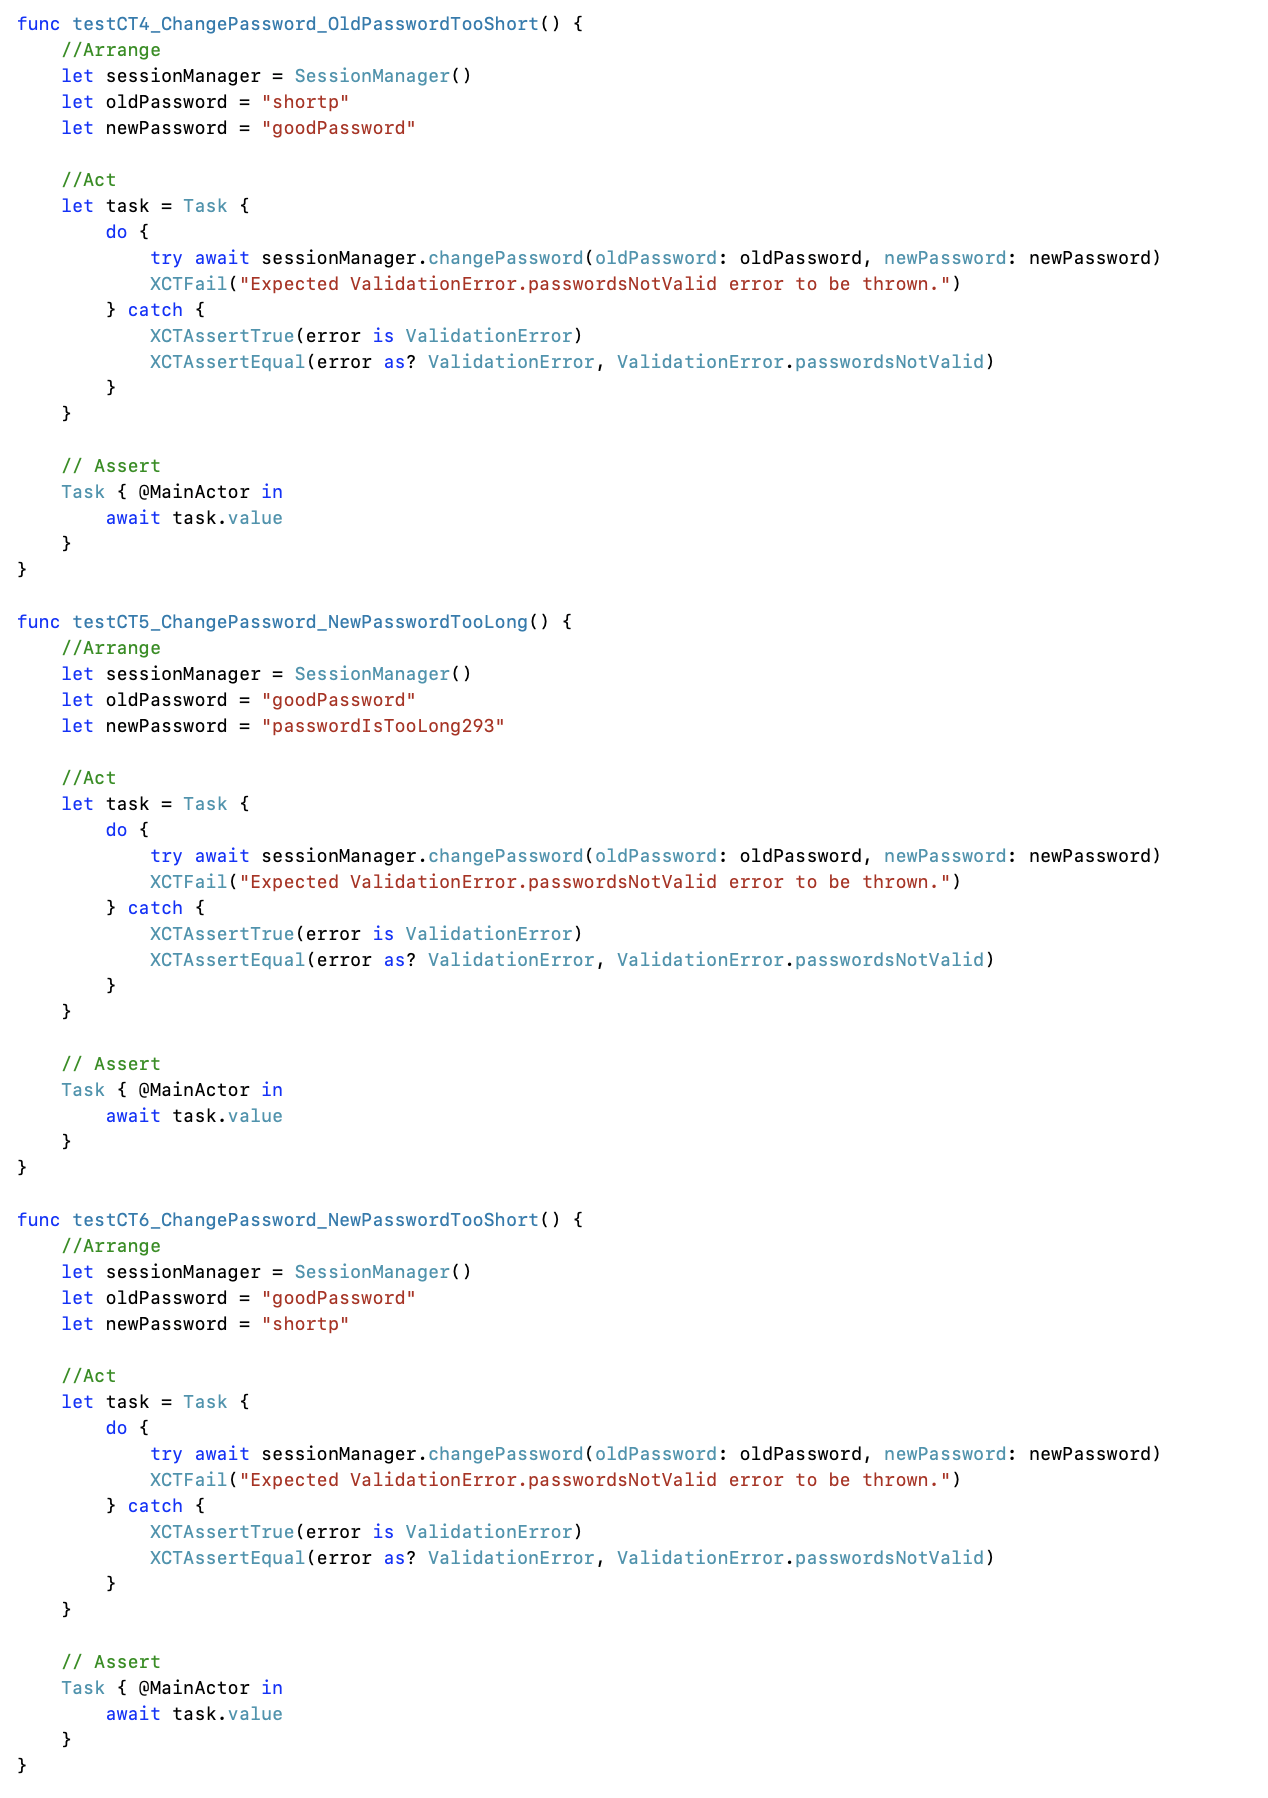 func testCT4_ChangePassword_OldPasswordTooShort() {
    //Arrange
    let sessionManager = SessionManager()
    let oldPassword = "shortp"
    let newPassword = "goodPassword"

    //Act
    let task = Task {
        do {
            try await sessionManager.changePassword(oldPassword: oldPassword, newPassword: newPassword)
            XCTFail("Expected ValidationError.passwordsNotValid error to be thrown.")
        } catch {
            XCTAssertTrue(error is ValidationError)
            XCTAssertEqual(error as? ValidationError, ValidationError.passwordsNotValid)
        }
    }

    // Assert
    Task { @MainActor in
        await task.value
    }
}

func testCT5_ChangePassword_NewPasswordTooLong() {
    //Arrange
    let sessionManager = SessionManager()
    let oldPassword = "goodPassword"
    let newPassword = "passwordIsTooLong293"

    //Act
    let task = Task {
        do {
            try await sessionManager.changePassword(oldPassword: oldPassword, newPassword: newPassword)
            XCTFail("Expected ValidationError.passwordsNotValid error to be thrown.")
        } catch {
            XCTAssertTrue(error is ValidationError)
            XCTAssertEqual(error as? ValidationError, ValidationError.passwordsNotValid)
        }
    }

    // Assert
    Task { @MainActor in
        await task.value
    }
}

func testCT6_ChangePassword_NewPasswordTooShort() {
    //Arrange
    let sessionManager = SessionManager()
    let oldPassword = "goodPassword"
    let newPassword = "shortp"

    //Act
    let task = Task {
        do {
            try await sessionManager.changePassword(oldPassword: oldPassword, newPassword: newPassword)
            XCTFail("Expected ValidationError.passwordsNotValid error to be thrown.")
        } catch {
            XCTAssertTrue(error is ValidationError)
            XCTAssertEqual(error as? ValidationError, ValidationError.passwordsNotValid)
        }
    }

    // Assert
    Task { @MainActor in
        await task.value
    }
}